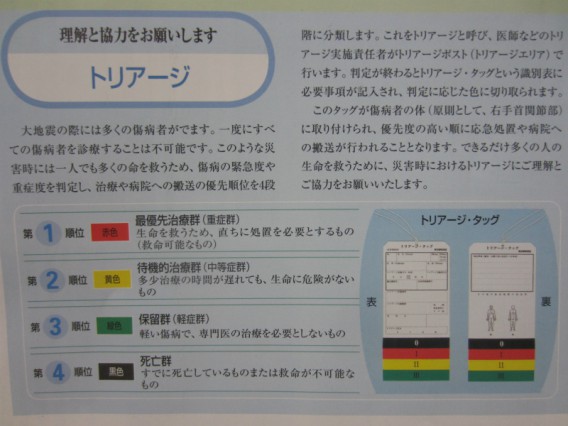 理解と協力をお願いします
トリアージ
大地震の際には多くの傷病者がでます。一度にすべ
ての傷病者を診療することは不可能です。このような災
害時には一人でも多くの命を救うため、傷病の緊急度や
重症度を判定し、治療や病院への搬送の優先順位を4段
階に分類します。これをトリアージと呼び、医師などのトリ
アージ実施責任者がトリアージポスト（トリアージエリア）で
行います。判定が終わるとトリアージ・タッグという識別表に
必要事項が記入され、判定に応じた色に切り取られます。
このタッグが傷病者の体（原則として、右手首関節部）
に取り付けられ、優先度の高い順に応急処置や病院へ
の搬送が行われることとなります。できるだけ多くの人の
生命を救うために、災害時におけるトリアージにご理解と
ご協力をお願いいたします。
第1順位 赤色 最優先治療群（重症群）
生命を救うため、直ちに処置を必要とするもの
（救命可能なもの）
第2順位 黄色 待機的治療群（中等症群）
多少治療の時間が遅れても、生命に危険がない
もの
第3順位 緑色 保留群（軽症群）
軽い傷病で、専門医の治療を必要としないもの
第4順位 黒色 死亡群
すでに死亡しているものまたは救命が不可能な
もの
トリアージ・タッグ
表
トリアージ・タッグ
0
I
II
III
トリアージ・タッグ
0
I
II
III
裏